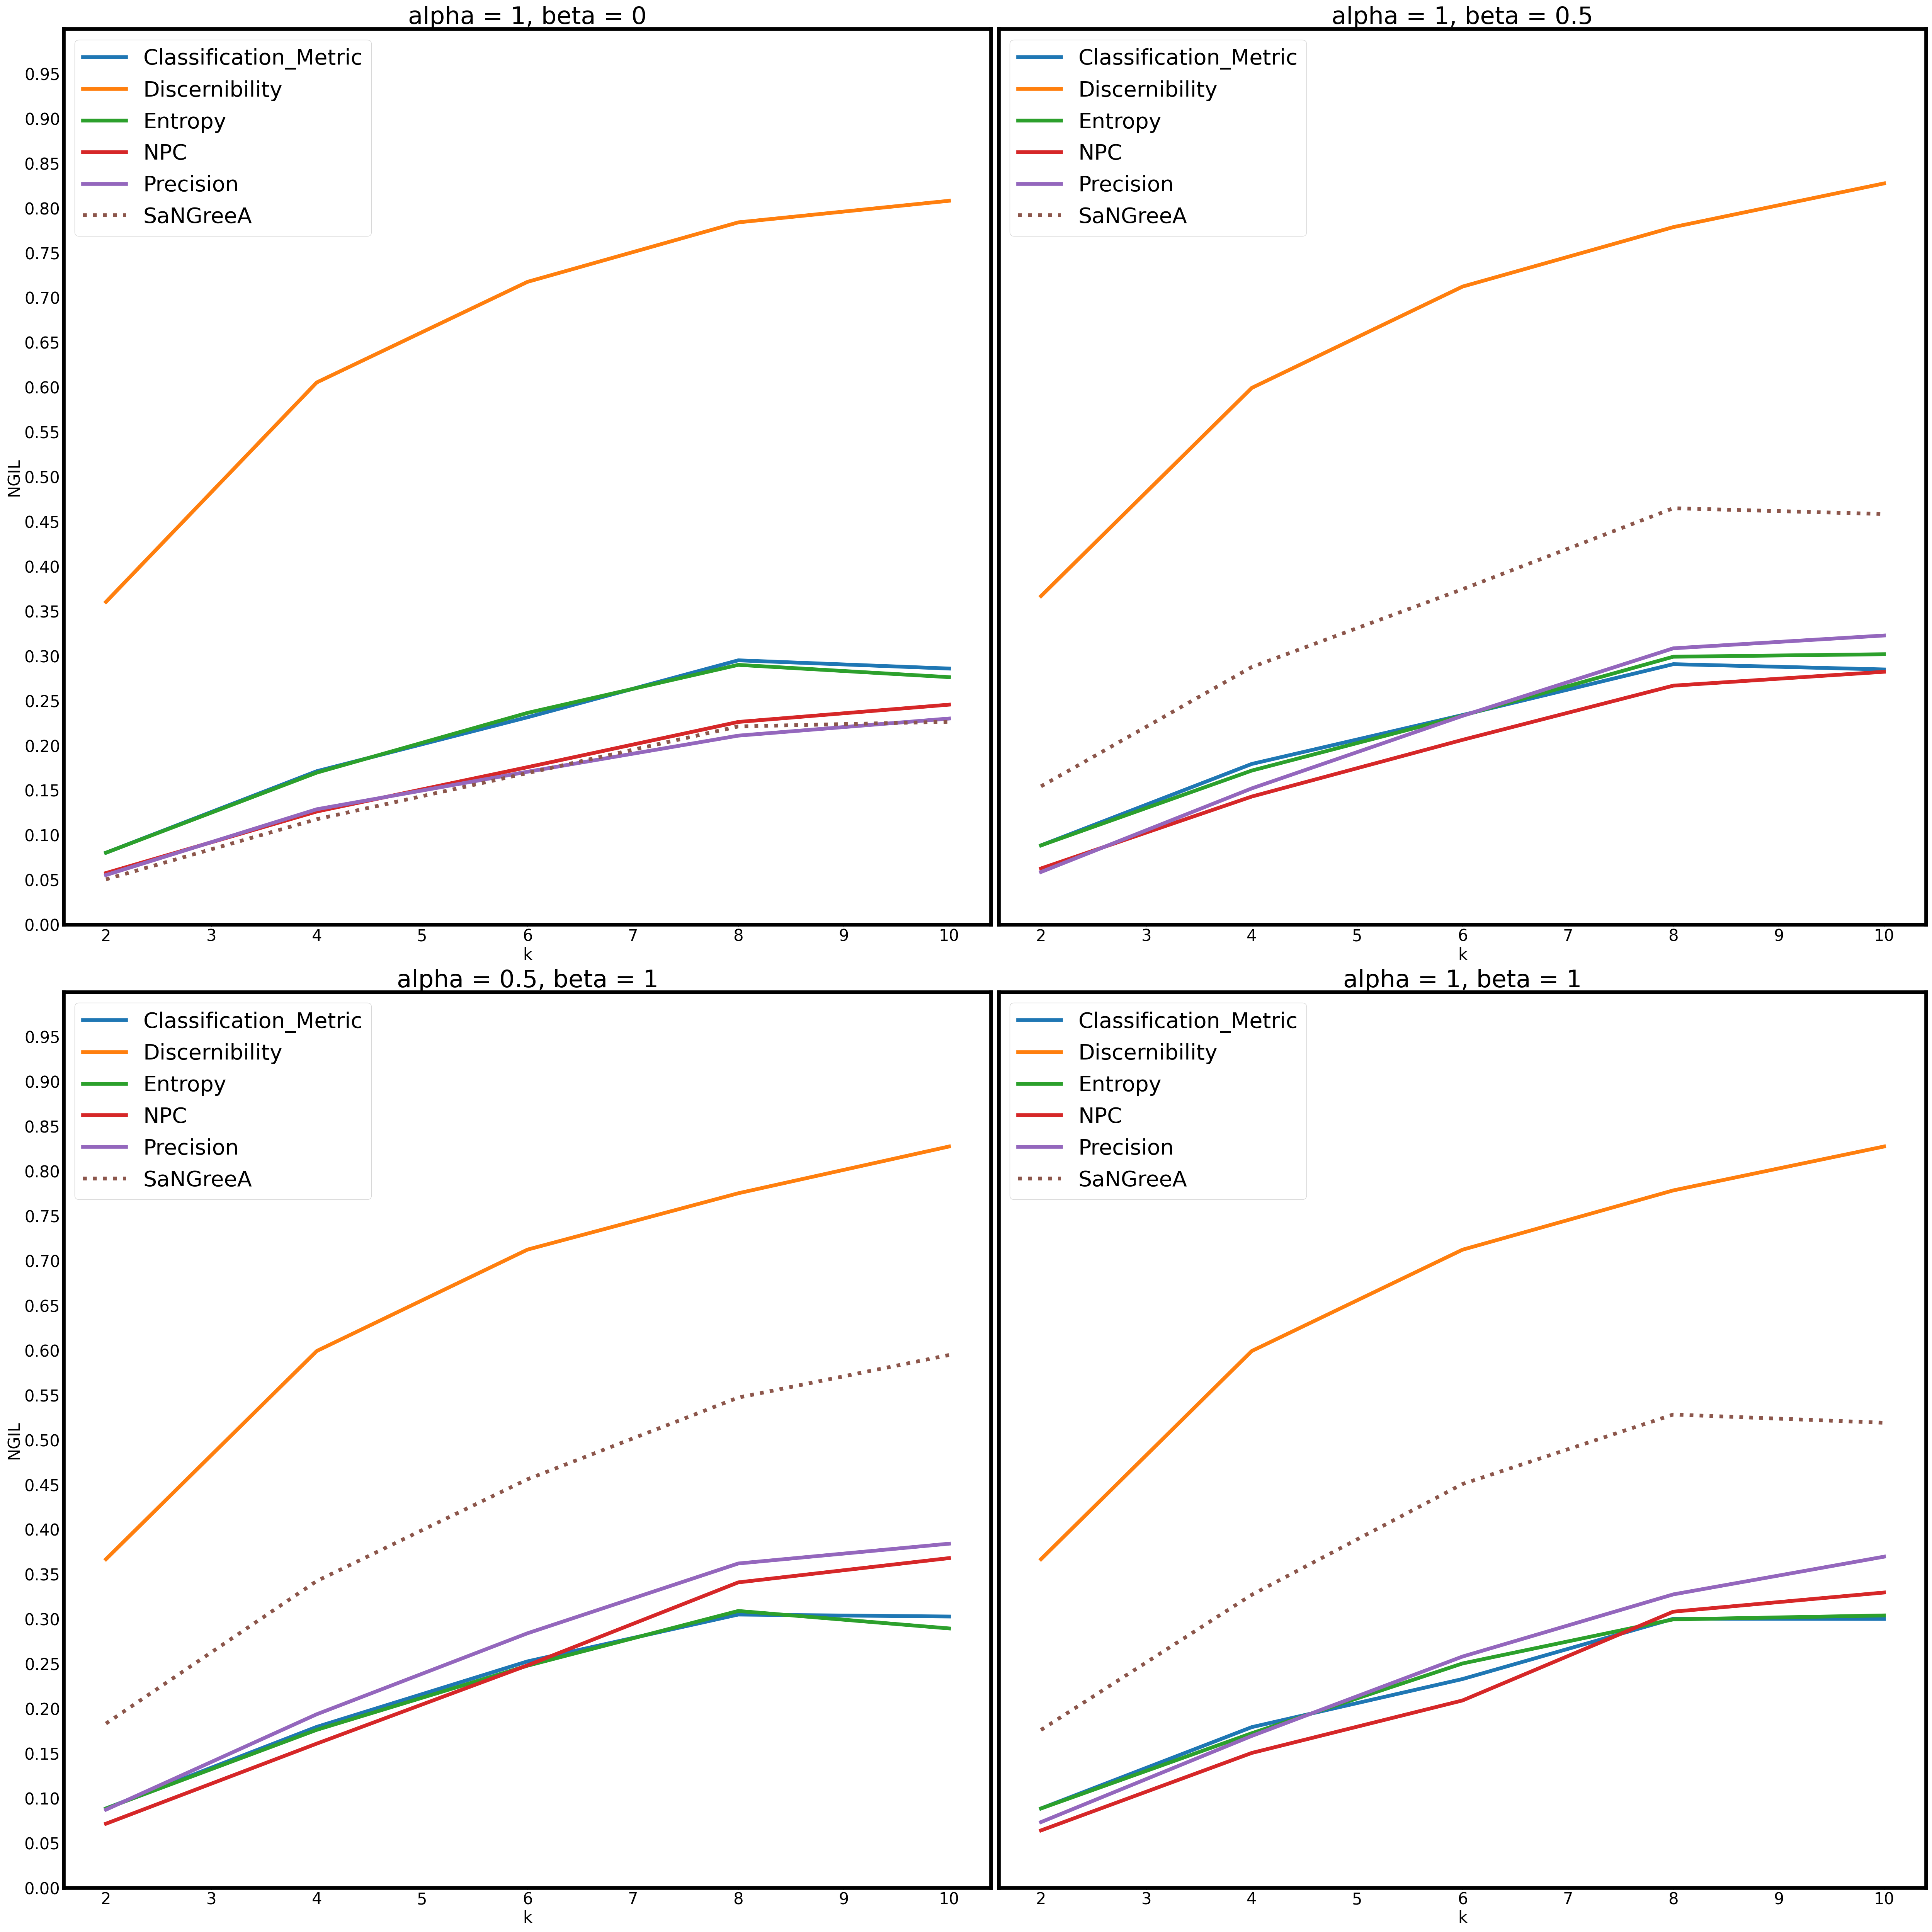 alpha = 1, beta = 0
Classification_Metric
Discernibility
Entropy
NPC
Precision
SaNGreeA
NGIL
0.95
0.90
0.85
0.80
0.75
0.70
0.65
0.60
0.55
0.50
0.45
0.40
0.35
0.30
0.25
0.20
0.15
0.10
0.05
0.00
2 3 4 5 6 7 8 9 10
k
alpha = 1, beta = 0.5
Classification_Metric
Discernibility
Entropy
NPC
Precision
SaNGreeA
2 3 4 5 6 7 8 9 10
k
alpha = 0.5, beta = 1
Classification_Metric
Discernibility
Entropy
NPC
Precision
SaNGreeA
NGIL
0.95
0.90
0.85
0.80
0.75
0.70
0.65
0.60
0.55
0.50
0.45
0.40
0.35
0.30
0.25
0.20
0.15
0.10
0.05
0.00
2 3 4 5 6 7 8 9 10
k
alpha = 1, beta = 1
Classification_Metric
Discernibility
Entropy
NPC
Precision
SaNGreeA
2 3 4 5 6 7 8 9 10
k